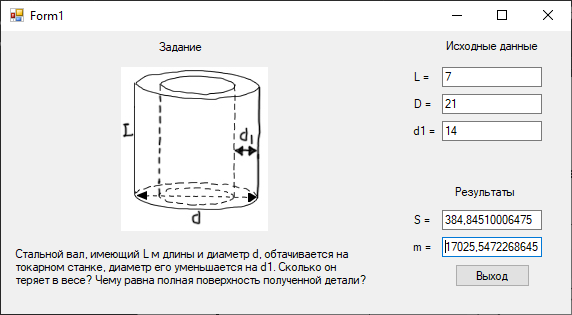 Form1
Задание
Исходные данные
L =
7
D =
21
d1 =
14
L
d1
d
Результаты
S =
384,84510006475
m =
17025,5472268645
Стальной вал, имеющий L м длины и диаметр d, обтачивается на
токарном станке, диаметр его уменьшается на d1. Сколько он
теряет в весе? Чему равна полная поверхность полученной детали?
Выход